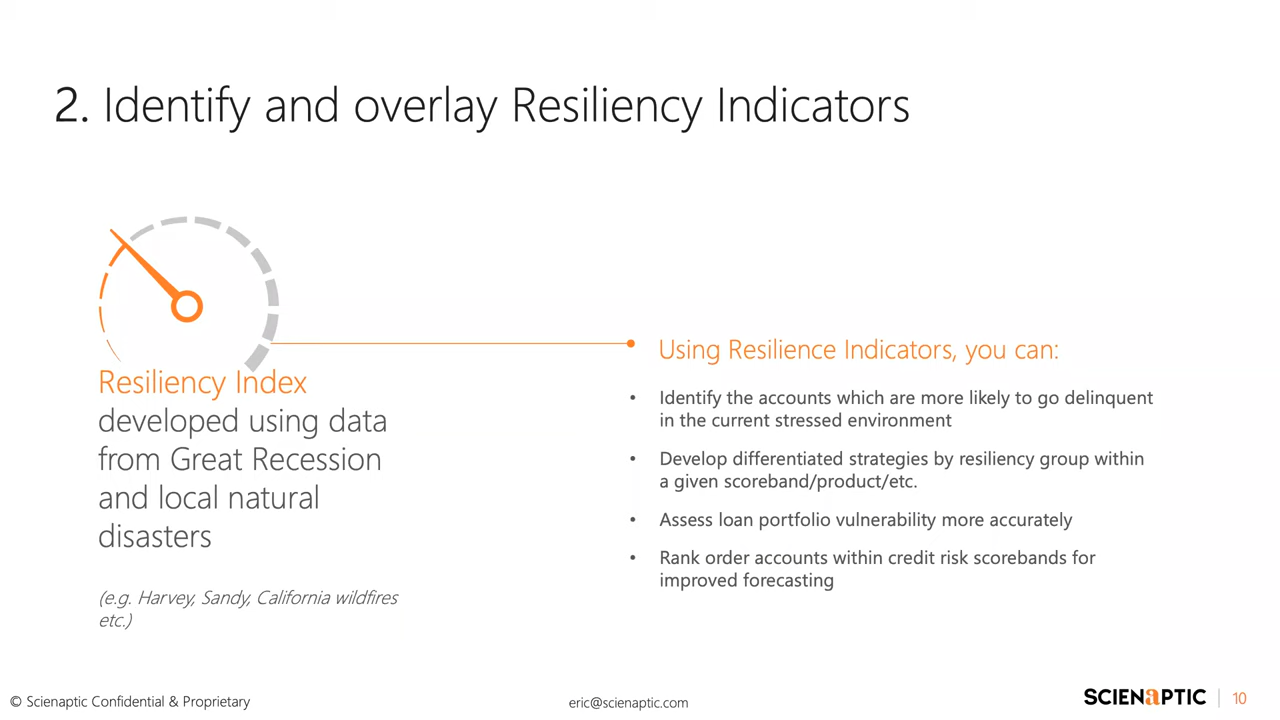 2. Identify and overlay Resiliency Indicators
Resiliency Index
developed using data
from Great Recession
and local natural
disasters
(e.g. Harvey, Sandy, California wildfires
etc.)
Using Resilience Indicators, you can:
• Identify the accounts which are more likely to go delinquent
in the current stressed environment
• Develop differentiated strategies by resiliency group within
a given scoreband/product/etc.
• Assess loan portfolio vulnerability more accurately
• Rank order accounts within credit risk scorebands for
improved forecasting
© Scienaptic Confidential & Proprietary
eric@scienaptic.com
SCIENAPTIC
10